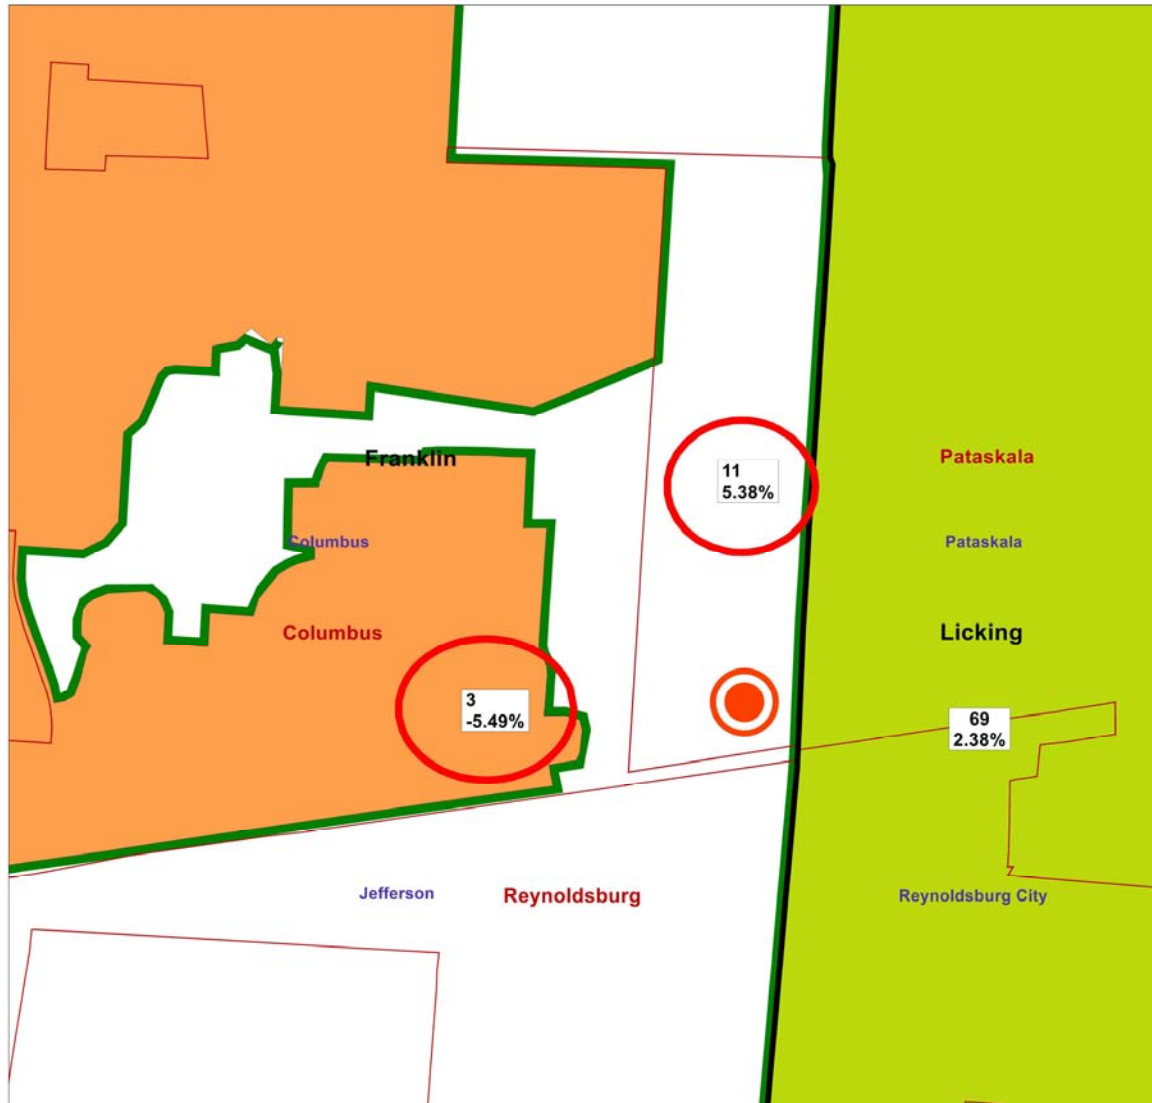 Franklin
11
5.38%
Pataskala
Columbus
Pataskala
Columbus
Licking
3
-5.49%
69
2.38%
Jefferson
Reynoldsburg
Reynoldsburg City